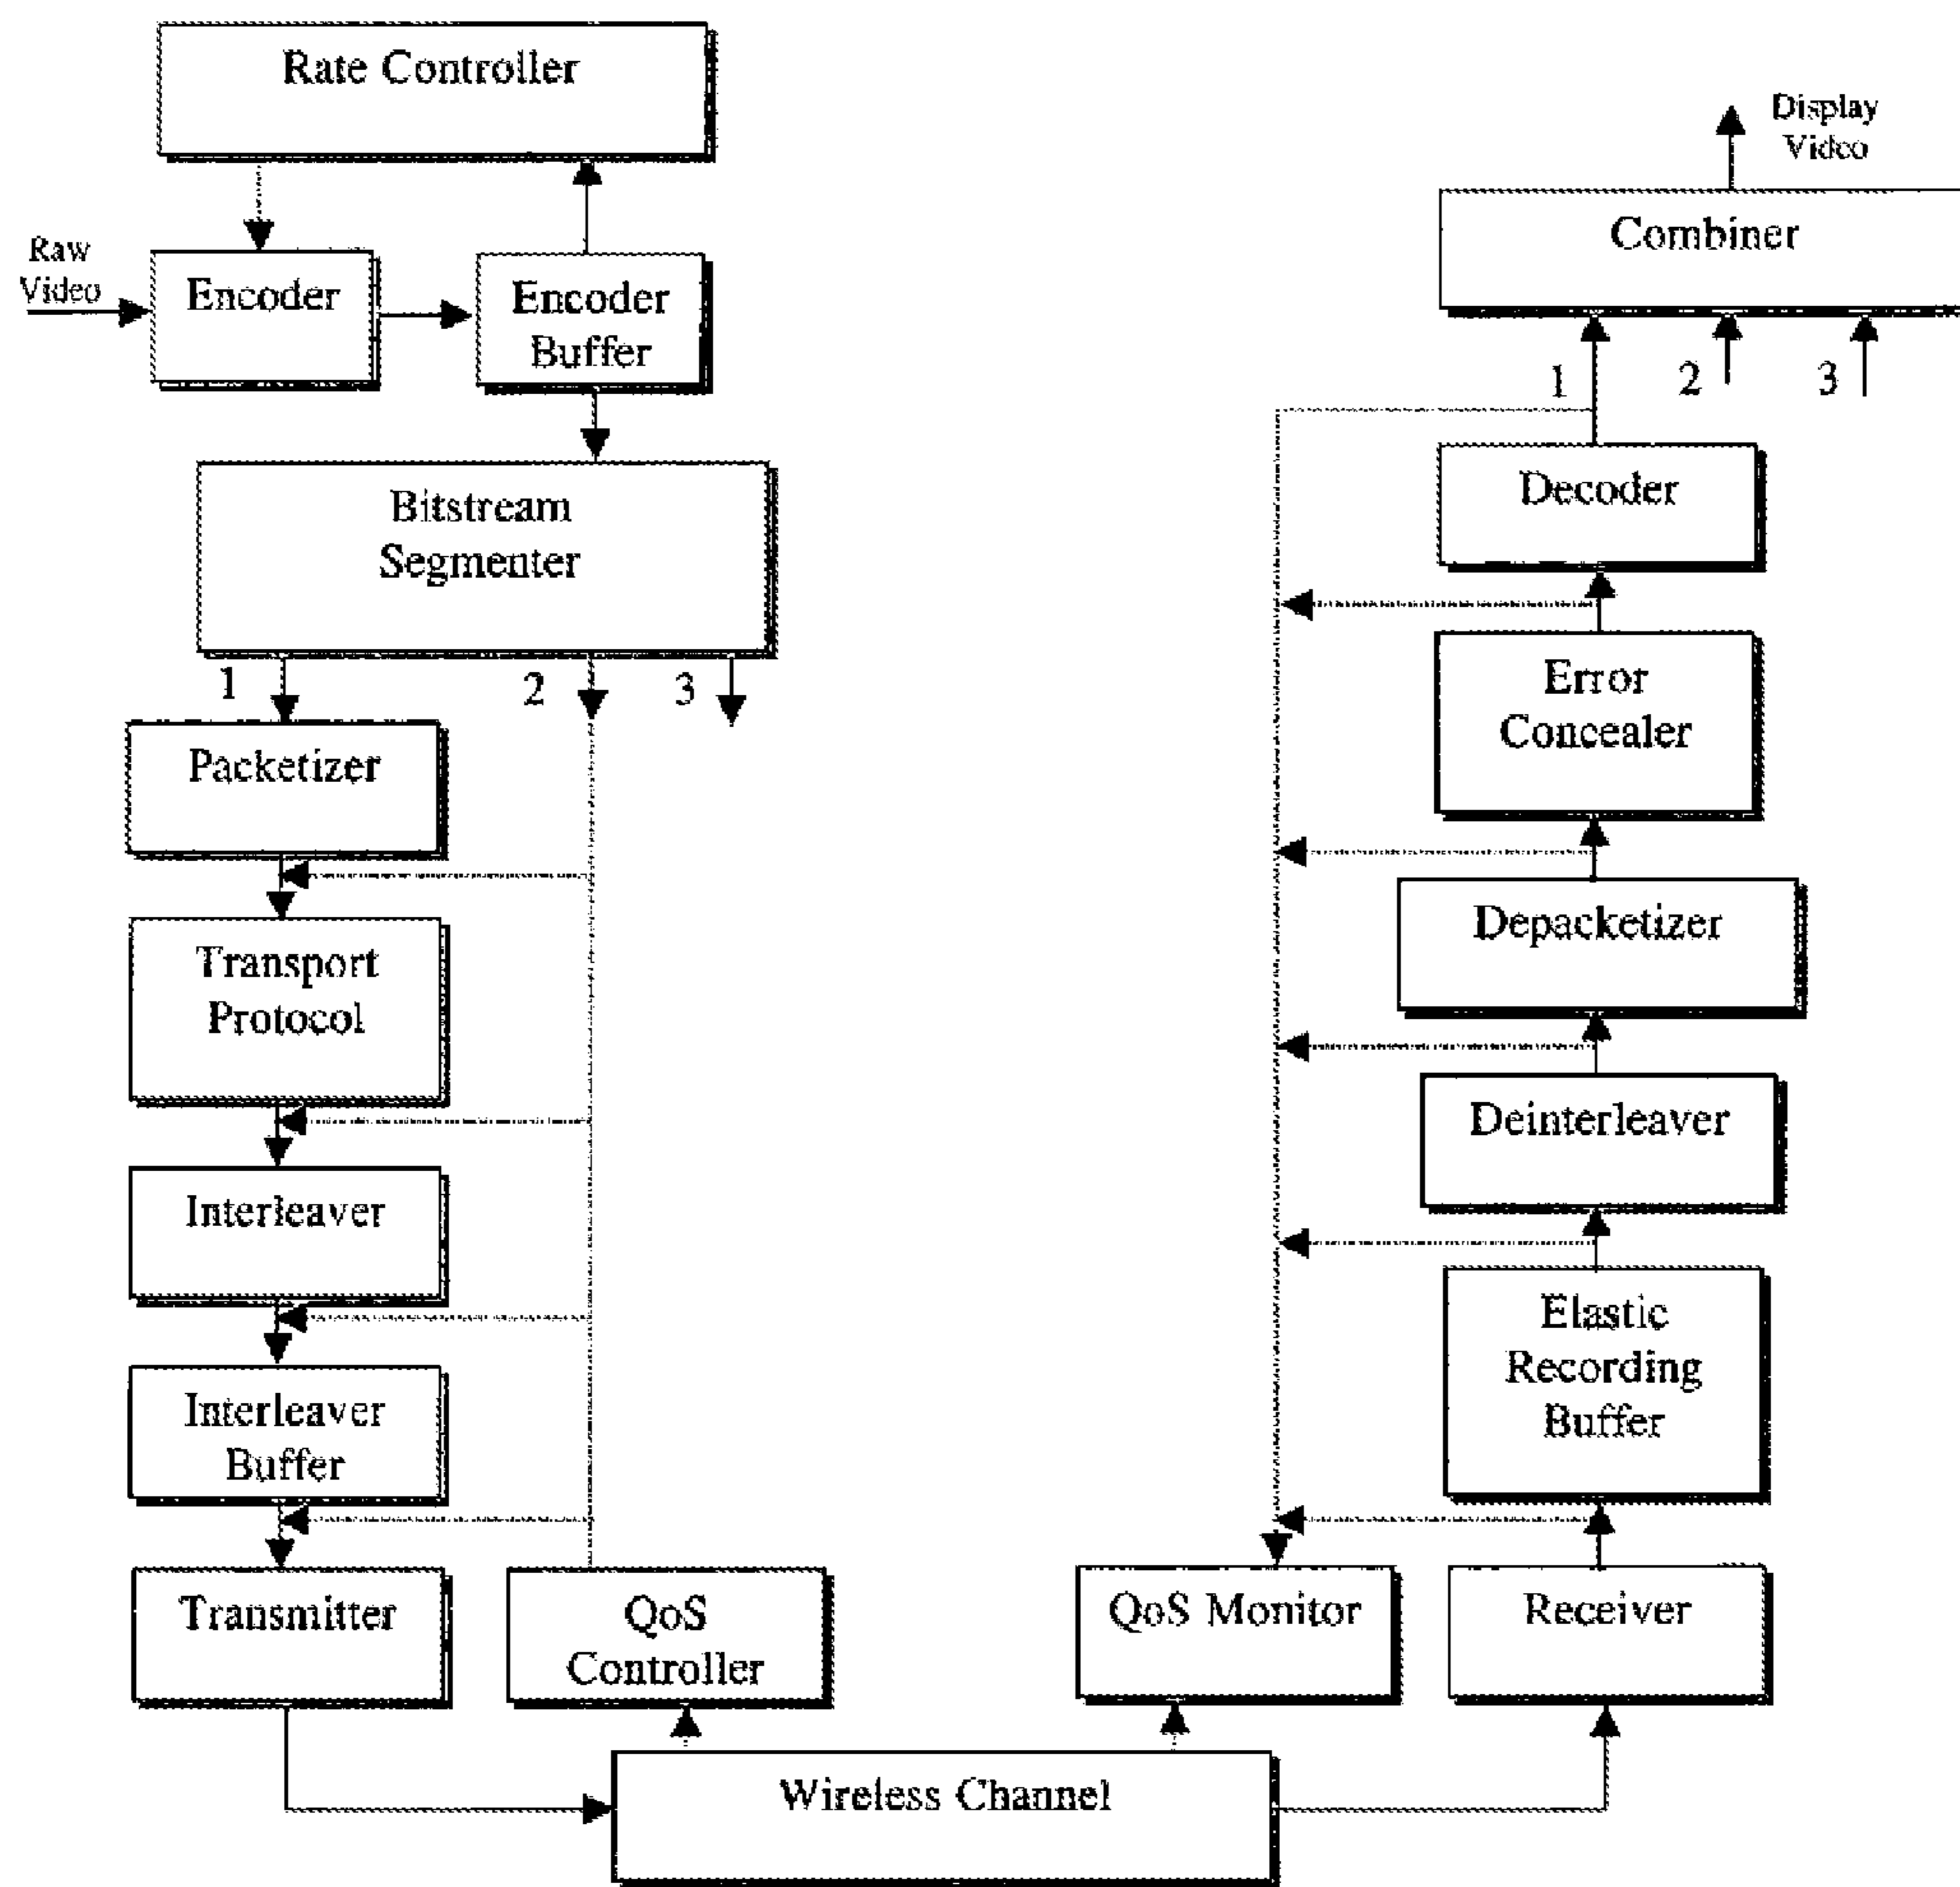 Rate Controller
Raw
Video
Encoder
Encoder
Buffer
Bitstream
Segmenter
1
2
3
Packetizer
Transport
Protocol
Interleaver
Interleaver
Buffer
Transmitter
QoS
Controller
Wireless Channel
Display
Video
Combiner
1
2
3
Decoder
Error
Concealer
Depacketizer
Deinterleaver
Elastic
Recording
Buffer
QoS Monitor
Receiver